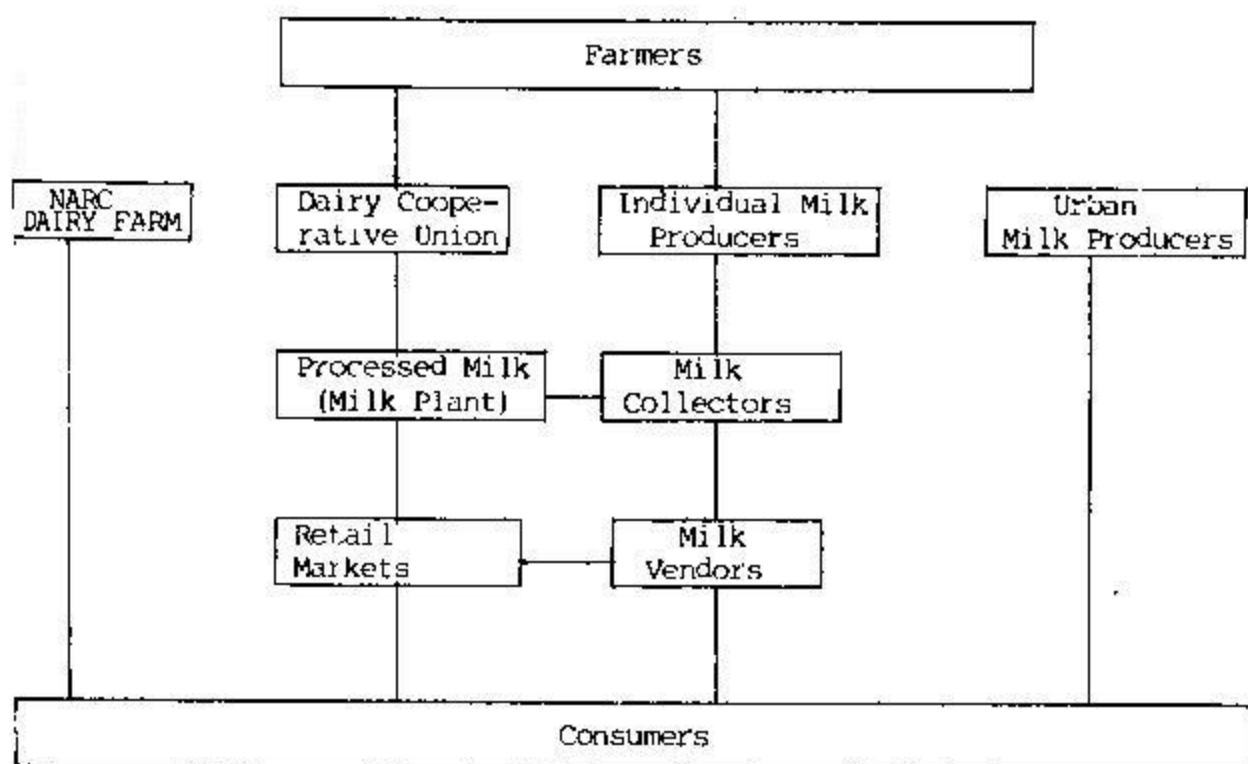 Farmers
NARC
DAIRY FARM
Dairy Coope-
rative Union
Individual Milk
Producers
Urban
Milk Producers
Processed Milk
(Milk Plant)
Milk
Collectors
Retail
Markets
Milk
Vendors
Consumers